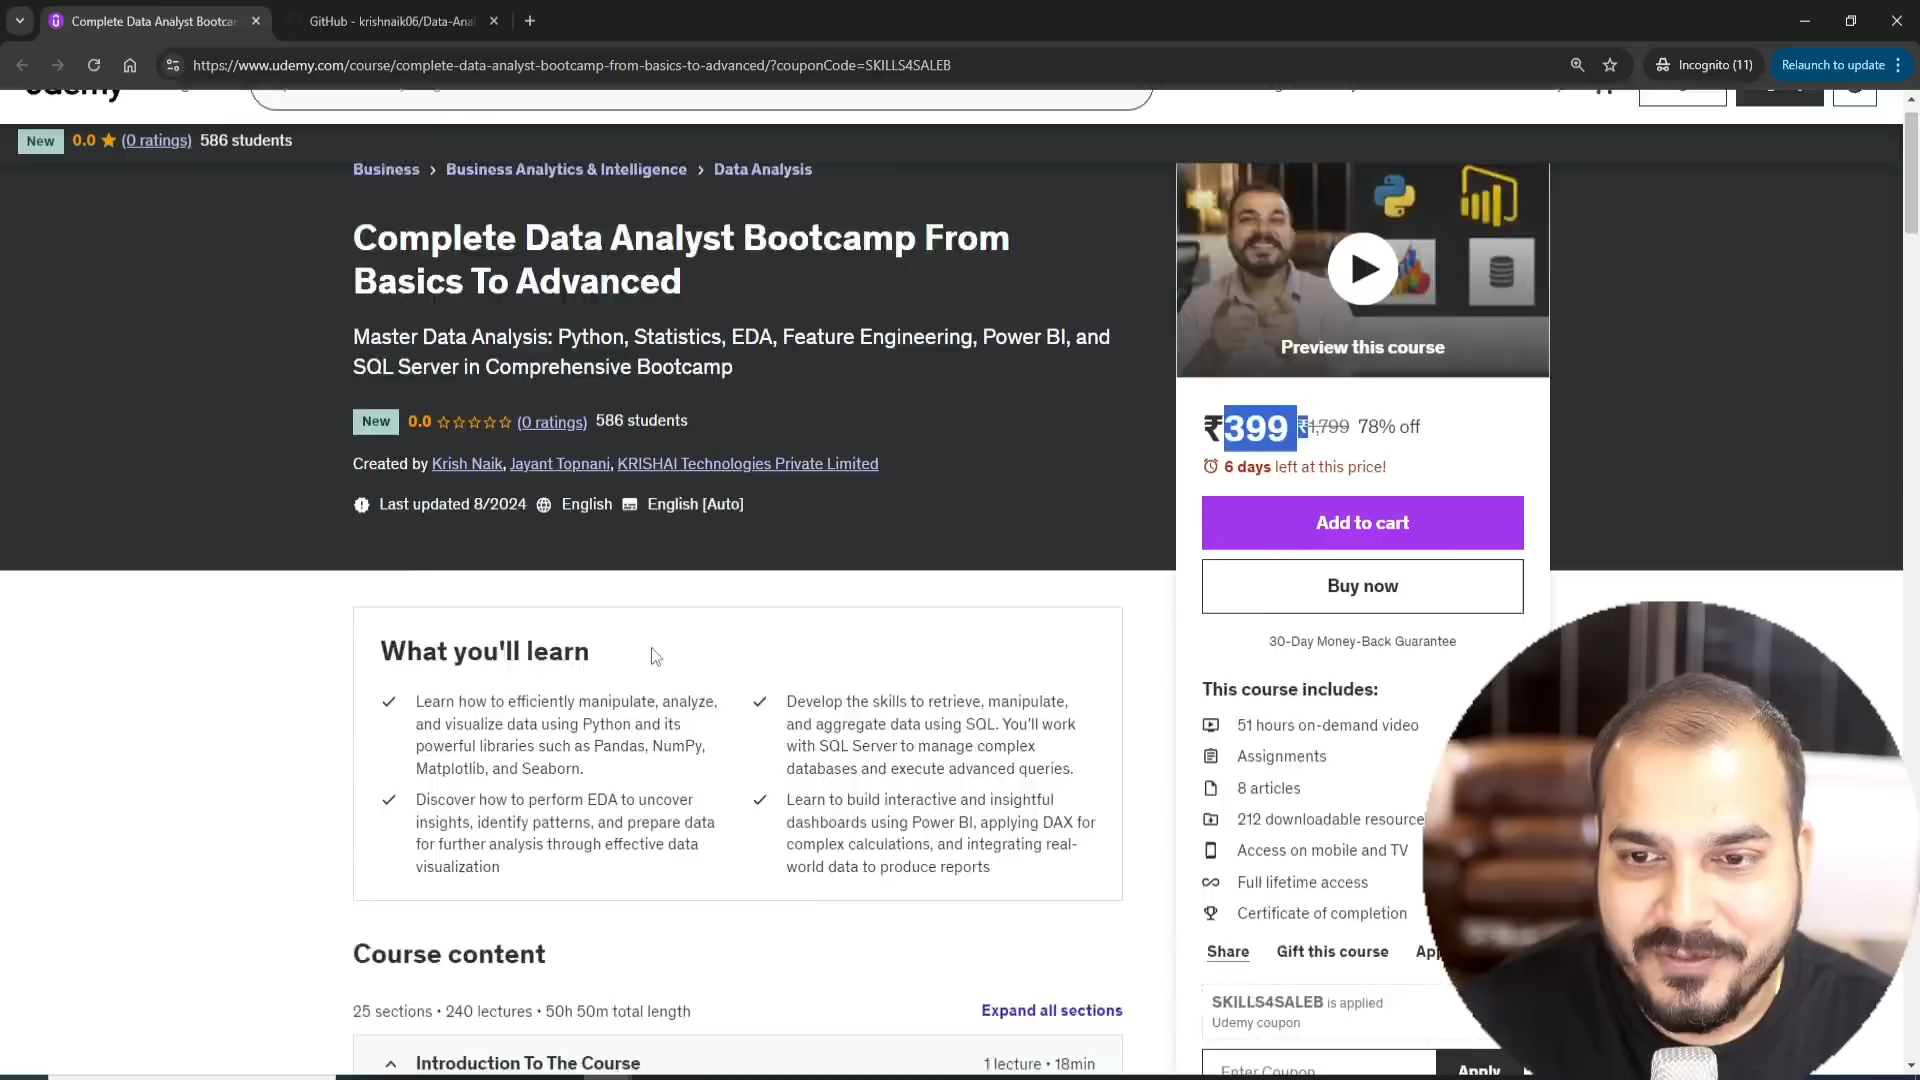 Complete Data Analyst Bootcar
GitHub - krishnaik06/Data-Ana
https://www.udemy.com/course/complete-data-analyst-bootcamp-from-basics-to-advanced/?couponCode=SKILLS4SALEB
Incognito (11)
Relaunch to update
New 0.0 (0 ratings) 586 students
Business > Business Analytics & Intelligence > Data Analysis
Complete Data Analyst Bootcamp From
Basics To Advanced
Master Data Analysis: Python, Statistics, EDA, Feature Engineering, Power BI, and
SQL Server in Comprehensive Bootcamp
New 0.0 (0 ratings) 586 students
Created by Krish Naik, Jayant Topnani, KRISHAI Technologies Private Limited
Last updated 8/2024 English English [Auto]
Preview this course
₹399 ₹1,799 78% off
6 days left at this price!
Add to cart
Buy now
30-Day Money-Back Guarantee
This course includes:
51 hours on-demand video
Assignments
8 articles
212 downloadable resource
Access on mobile and TV
Full lifetime access
Certificate of completion
Share Gift this course
SKILLS4SALEB is applied
Udemy coupon
Enter Coupon Apply
What you'll learn
Learn how to efficiently manipulate, analyze,
and visualize data using Python and its
powerful libraries such as Pandas, NumPy,
Matplotlib, and Seaborn.
Discover how to perform EDA to uncover
insights, identify patterns, and prepare data
for further analysis through effective data
visualization
Develop the skills to retrieve, manipulate,
and aggregate data using SQL. You'll work
with SQL Server to manage complex
databases and execute advanced queries.
Learn to build interactive and insightful
dashboards using Power BI, applying DAX for
complex calculations, and integrating real-
world data to produce reports
Course content
25 sections • 240 lectures • 50h 50m total length
Expand all sections
Introduction To The Course
1 lecture • 18min